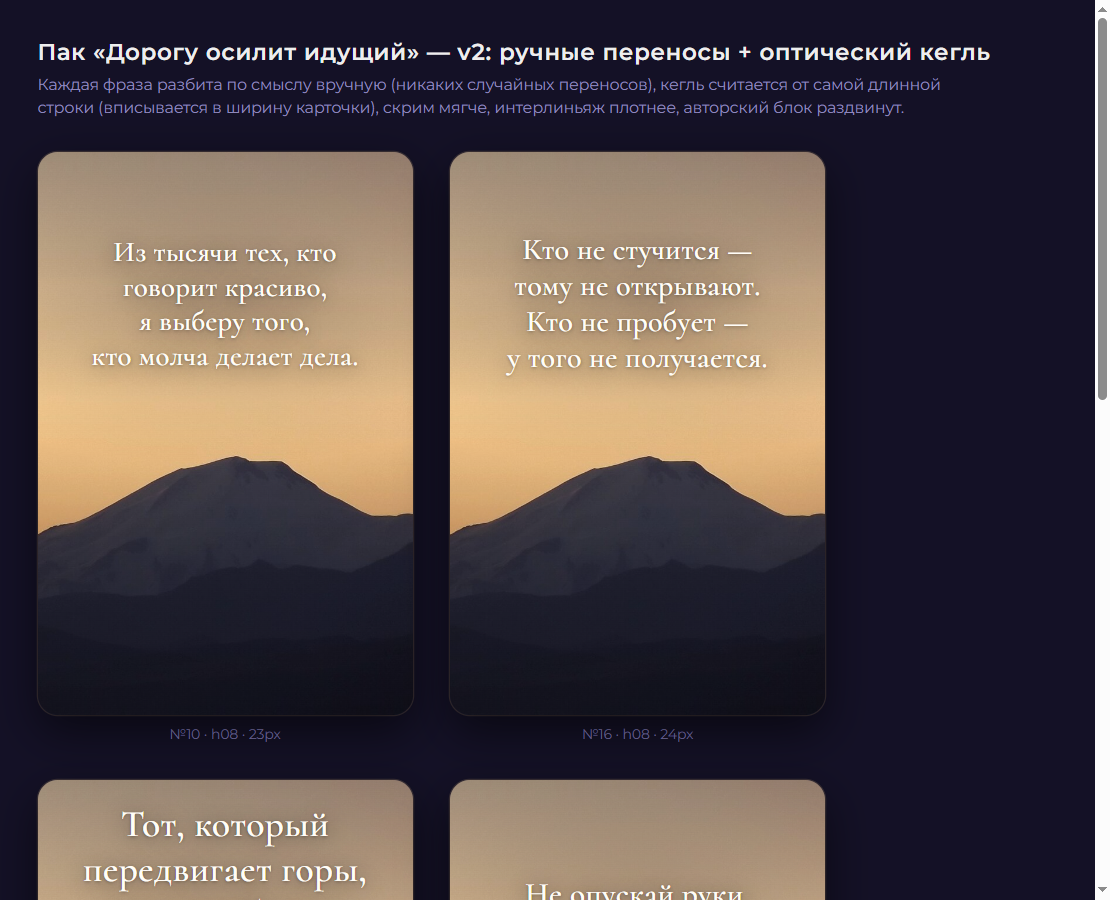 Пак «Дорогу осилит идущий» — v2: ручные переносы + оптический кегль
Каждая фраза разбита по смыслу вручную (никаких случайных переносов), кегль считается от самой длинной
строки (вписывается в ширину карточки), скрим мягче, интерлиньяж плотнее, авторский блок раздвинут.
Из тысячи тех, кто
говорит красиво,
я выберу того,
кто молча делает дела.
№10 · h08 · 23px
Кто не стучится —
тому не открывают.
Кто не пробует —
у того не получается.
№16 · h08 · 24px
Тот, который
передвигает горы,
Не опускай руки